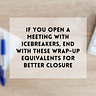 IF YOU OPEN A
MEETING WITH
ICEBREAKERS, END
WITH THESE WRAP-UP
EQUIVALENTS FOR
BETTER CLOSURE